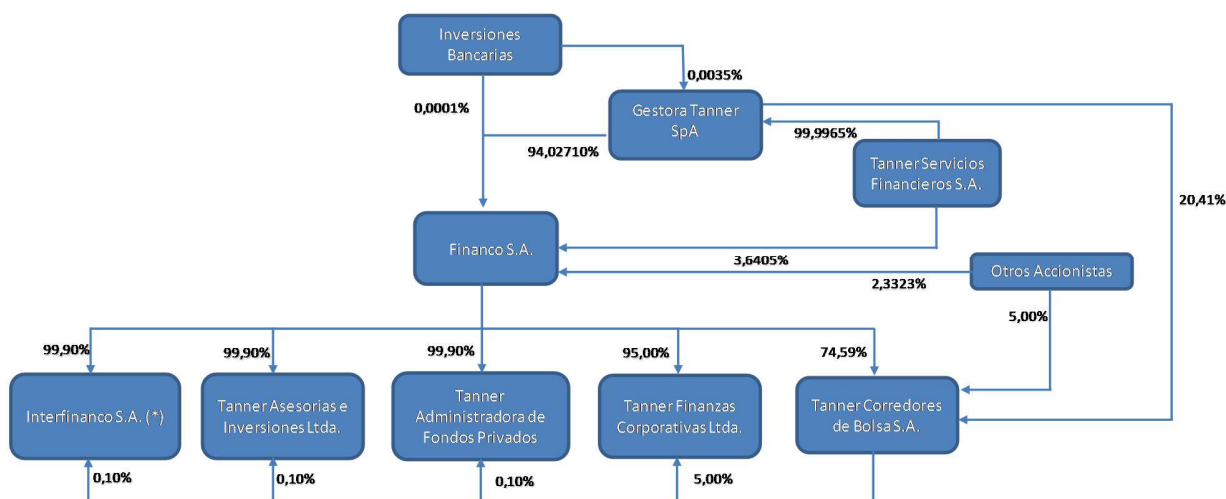 Inversiones
Bancarias
0,0035%
0,0001%
Gestora Tanner
SpA
99,9965%
94,02710%
Tanner Servicios
Financieros S.A.
20,41%
Financo S.A.
3,6405%
Otros Accionistas
2,3323%
5,00%
99,90%
99,90%
99,90%
95,00%
74,59%
Interfinanco S.A. (*)
Tanner Asesorias e
Inversiones Ltda.
Tanner
Administradora de
Fondos Privados
Tanner Finanzas
Corporativas Ltda.
Tanner Corredores
de Bolsa S.A.
0,10%
0,10%
0,10%
5,00%